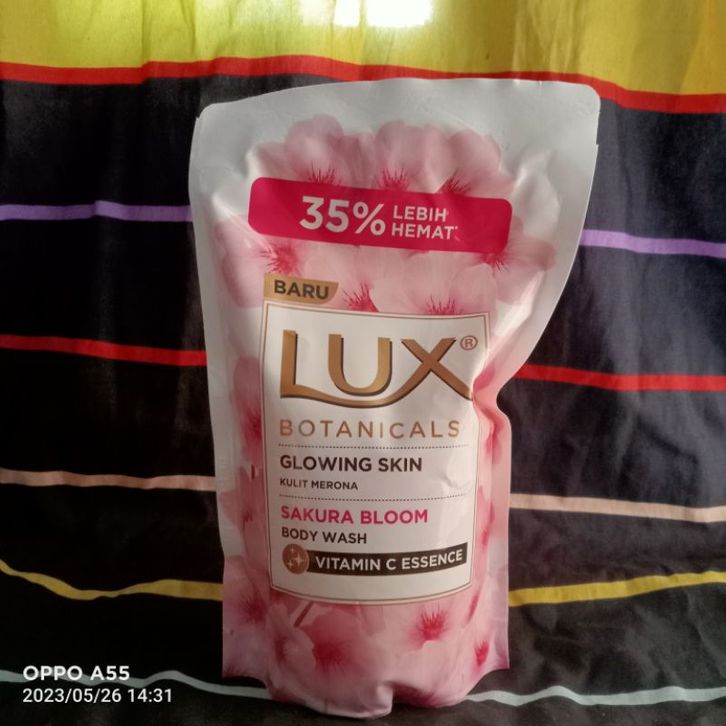 35% LEBIH HEMAT*
BARU
LUX®
BOTANICALS
GLOWING SKIN
KULIT MERONA
SAKURA BLOOM
BODY WASH
VITAMIN C ESSENCE
OPPO A55
2023/05/26 14:31